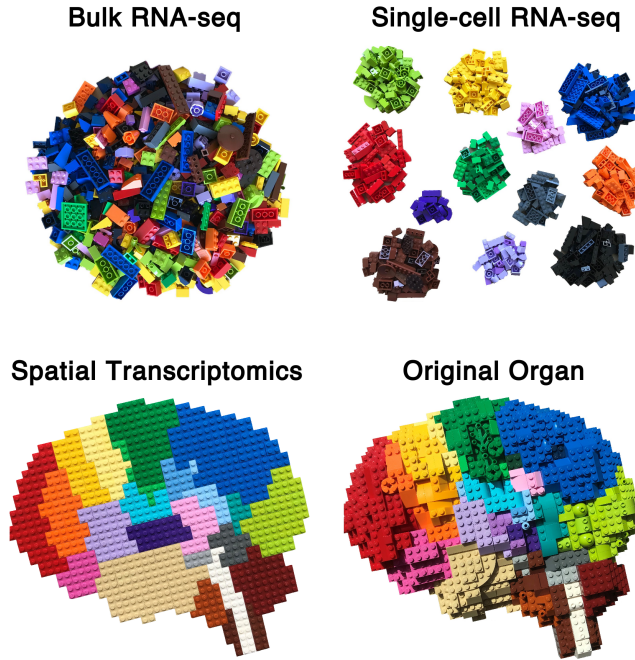 Bulk RNA-seq
Single-cell RNA-seq
Spatial Transcriptomics
Original Organ